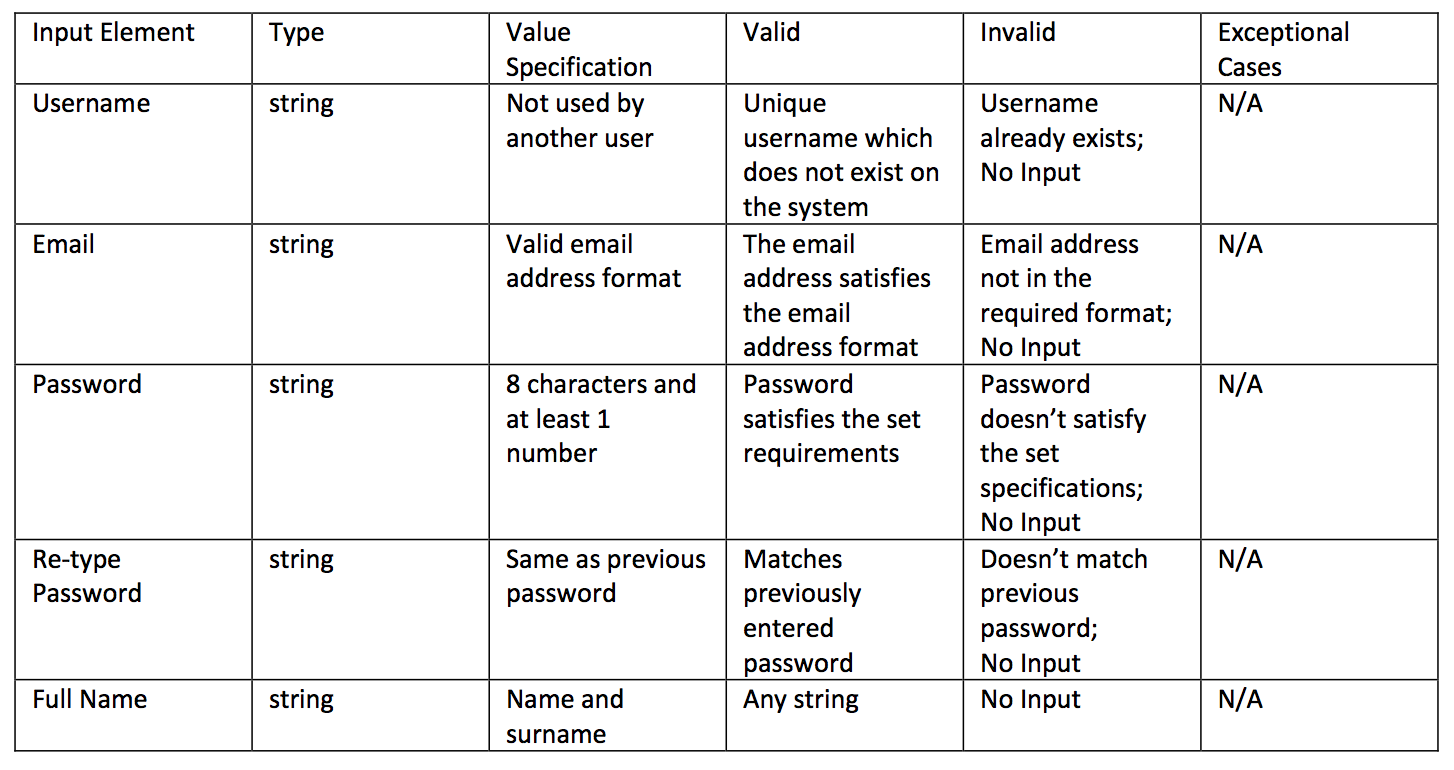 Input Element Type Value Specification Valid Invalid Exceptional Cases
Username string Not used by another user Unique username which does not exist on the system Username already exists; No Input N/A
Email string Valid email address format The email address satisfies the email address format Email address not in the required format; No Input N/A
Password string 8 characters and at least 1 number Password satisfies the set requirements Password doesn’t satisfy the set specifications; No Input N/A
Re-type Password string Same as previous password Matches previously entered password Doesn’t match previous password; No Input N/A
Full Name string Name and surname Any string No Input N/A